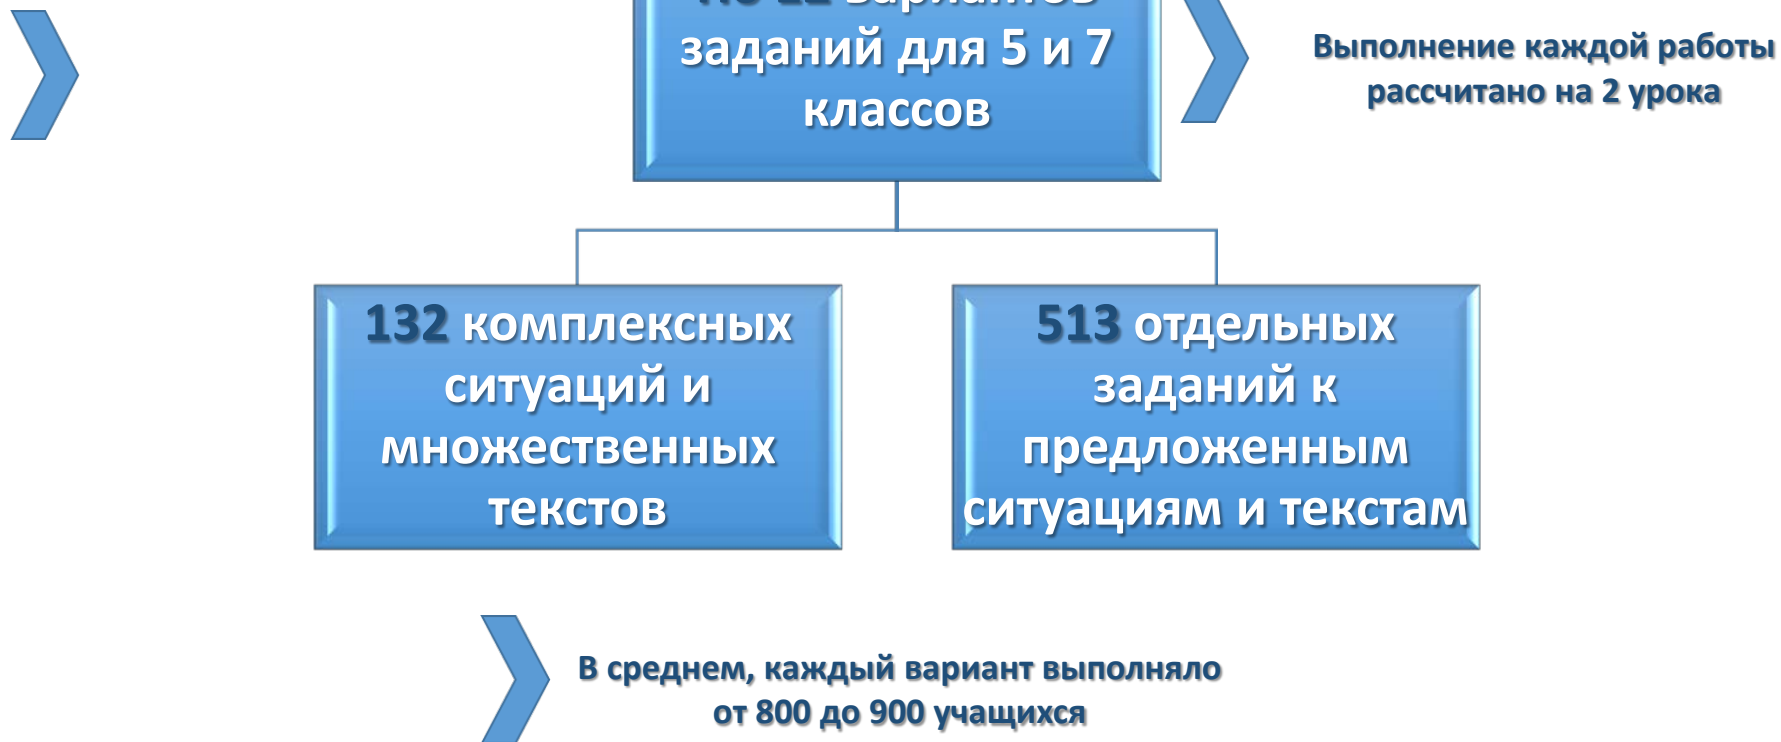 вариантов
заданий для 5 и 7
классов
Выполнение каждой работы
рассчитано на 2 урока
132 комплексных
ситуаций и
множественных
текстов
513 отдельных
заданий к
предложенным
ситуациям и текстам
В среднем, каждый вариант выполняло
от 800 до 900 учащихся